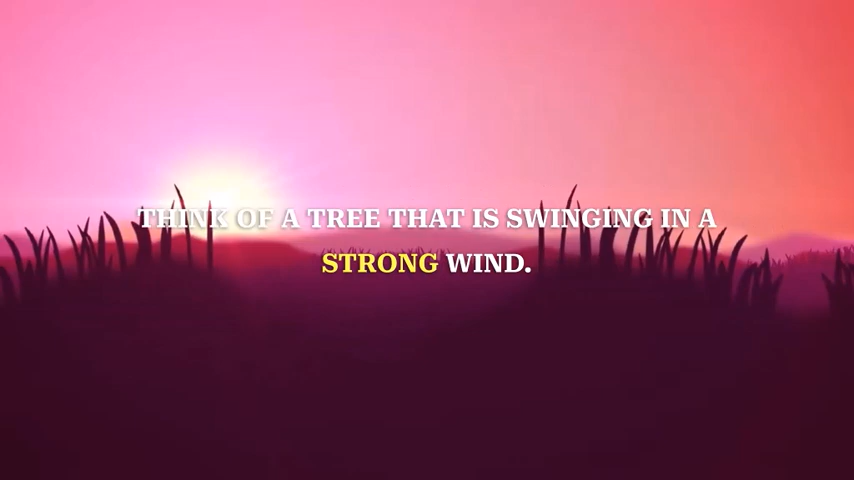 THINK OF A TREE THAT IS SWINGING IN A
STRONG WIND.